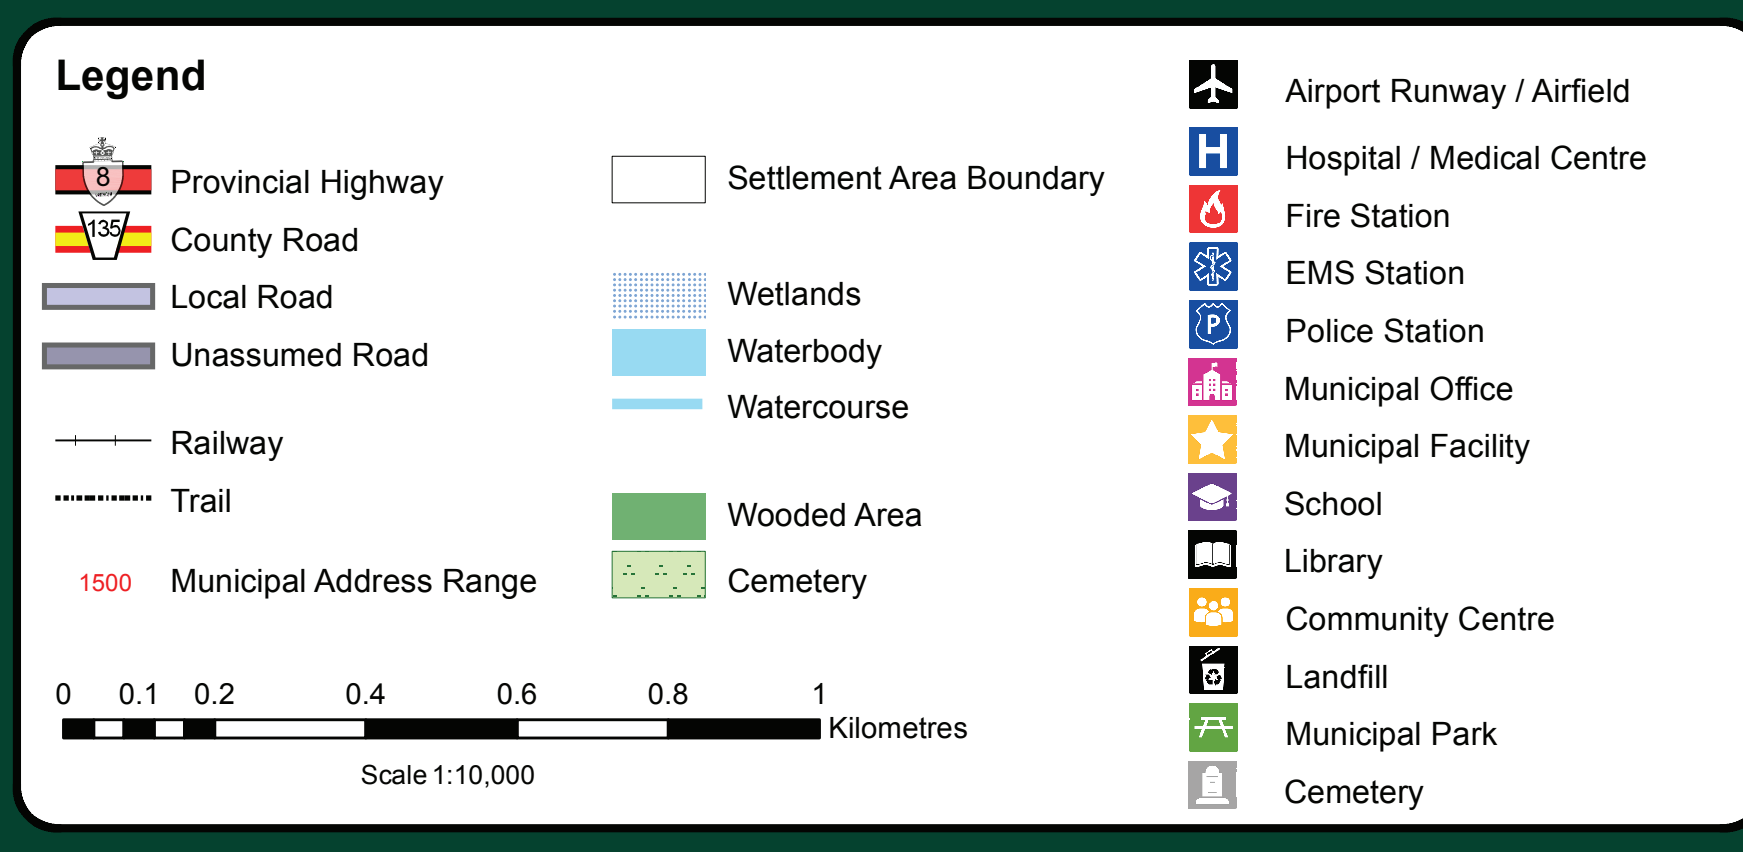 Legend
8
Provincial Highway
135
County Road
Local Road
Unassumed Road
Railway
Trail
1500
Municipal Address Range
Settlement Area Boundary
Wetlands
Waterbody
Watercourse
Wooded Area
Cemetery
0 0.1 0.2 0.4 0.6 0.8 1
Kilometres
Scale 1:10,000
Airport Runway / Airfield
H
Hospital / Medical Centre
Fire Station
EMS Station
P
Police Station
Municipal Office
Municipal Facility
School
Library
Community Centre
Landfill
Municipal Park
Cemetery